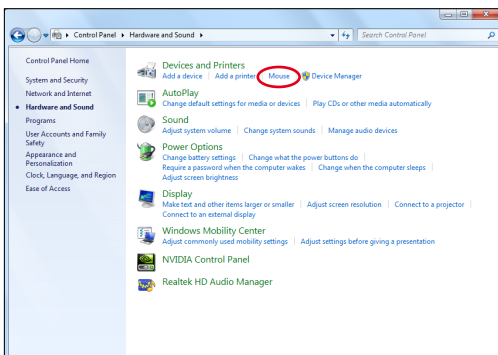 Control Panel ▸ Hardware and Sound ▸
Search Control Panel
Control Panel Home
System and Security
Network and Internet
Hardware and Sound
Programs
User Accounts and Family
Safety
Appearance and
Personalization
Clock, Language, and Region
Ease of Access
Devices and Printers
Add a device | Add a printer | Mouse | Device Manager
AutoPlay
Change default settings for media or devices | Play CDs or other media automatically
Sound
Adjust system volume | Change system sounds | Manage audio devices
Power Options
Change battery settings | Change what the power buttons do |
Require a password when the computer wakes | Change when the computer sleeps |
Adjust screen brightness
Display
Make text and other items larger or smaller | Adjust screen resolution | Connect to a projector |
Connect to an external display
Windows Mobility Center
Adjust commonly used mobility settings | Adjust settings before giving a presentation
NVIDIA Control Panel
Realtek HD Audio Manager